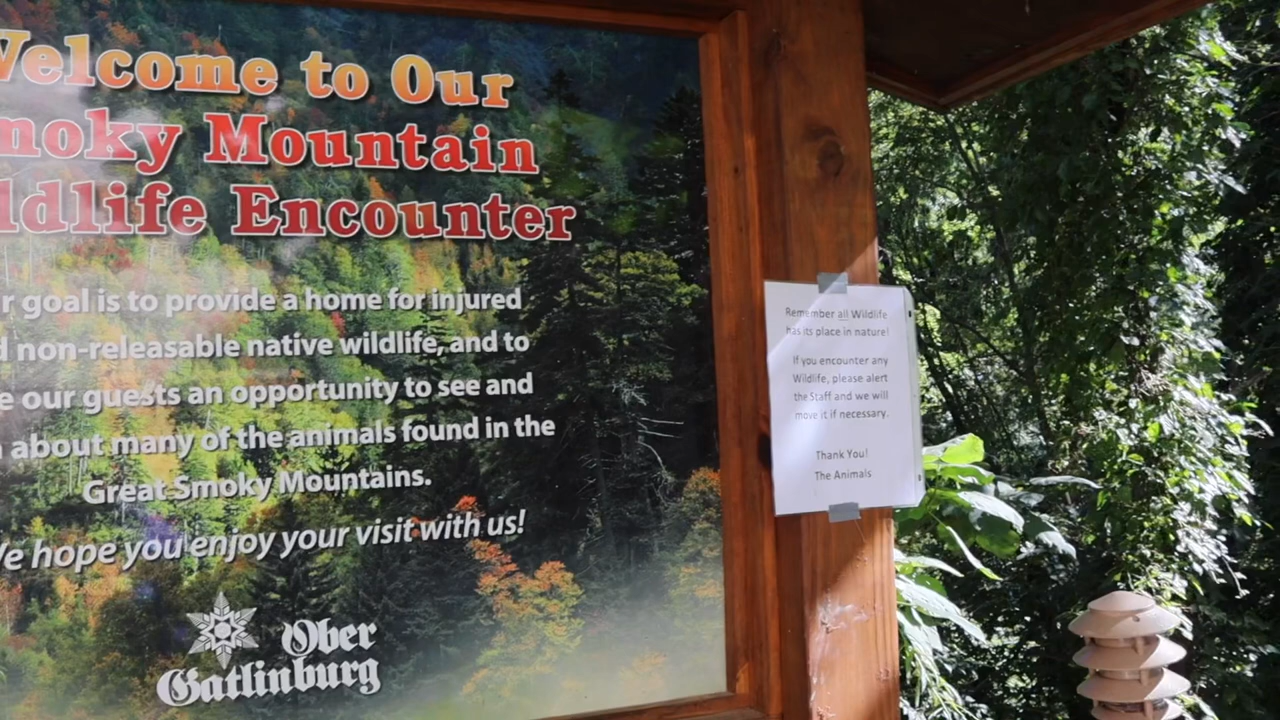 Welcome to Our
moky Mountain
ldlife Encounter
r goal is to provide a home for injured
d non-releasable native wildlife, and to
e our guests an opportunity to see and
about many of the animals found in the
Great Smoky Mountains.
We hope you enjoy your visit with us!
Ober
Gatlinburg
Remember all Wildlife
has its place in nature!
If you encounter any
Wildlife, please alert
the Staff and we will
move it if necessary.
Thank You!
The Animals